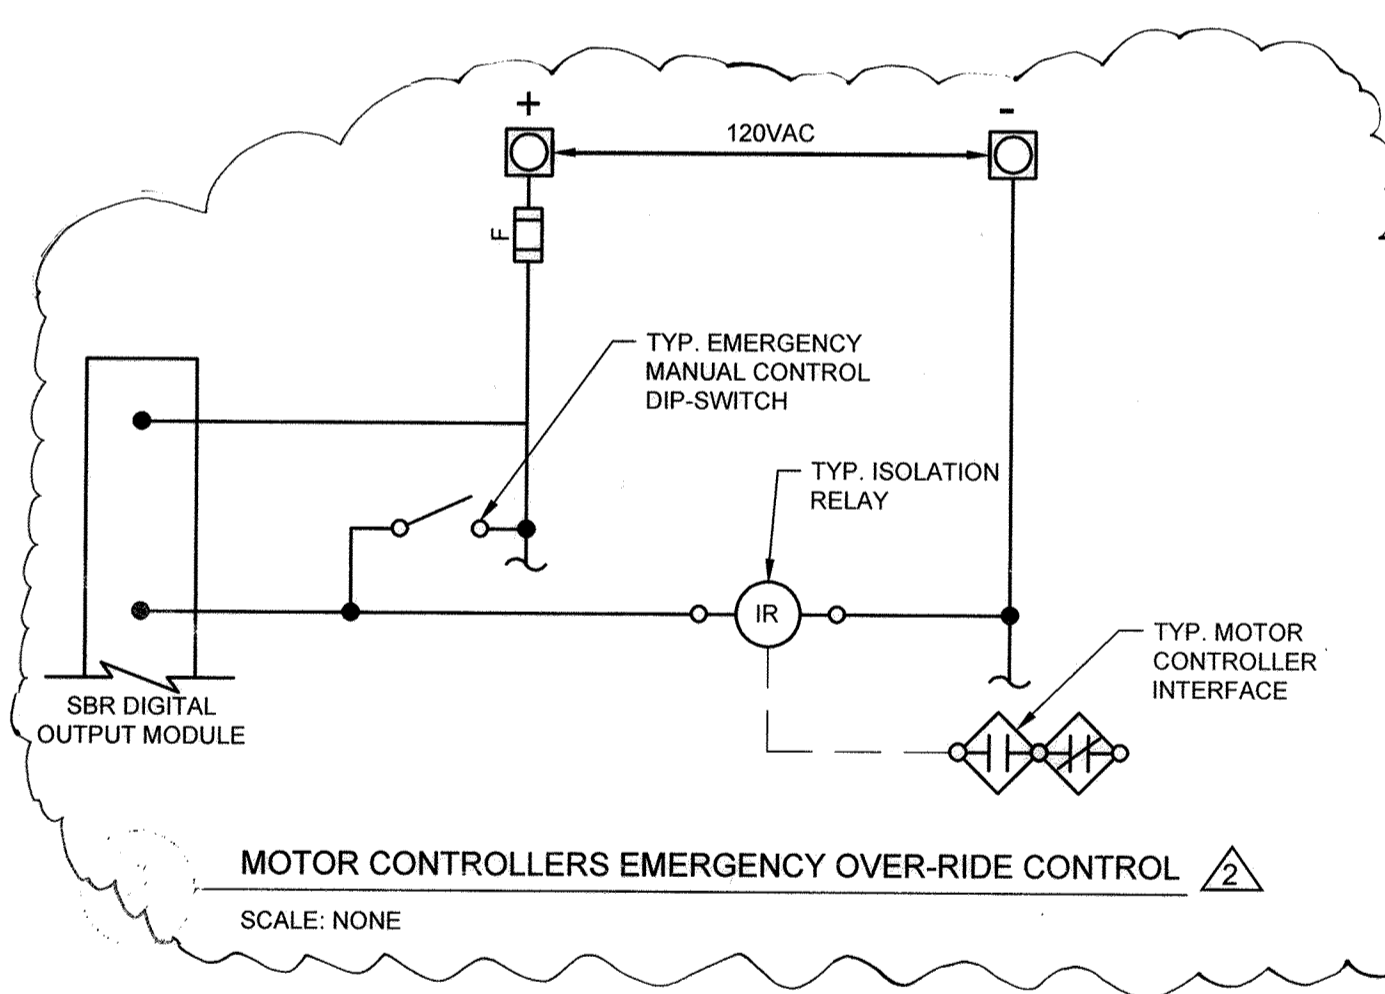 +
-
120VAC
F
TYP. EMERGENCY
MANUAL CONTROL
DIP-SWITCH
TYP. ISOLATION
RELAY
IR
TYP. MOTOR
CONTROLLER
INTERFACE
SBR DIGITAL
OUTPUT MODULE
MOTOR CONTROLLERS EMERGENCY OVER-RIDE CONTROL
2
SCALE: NONE